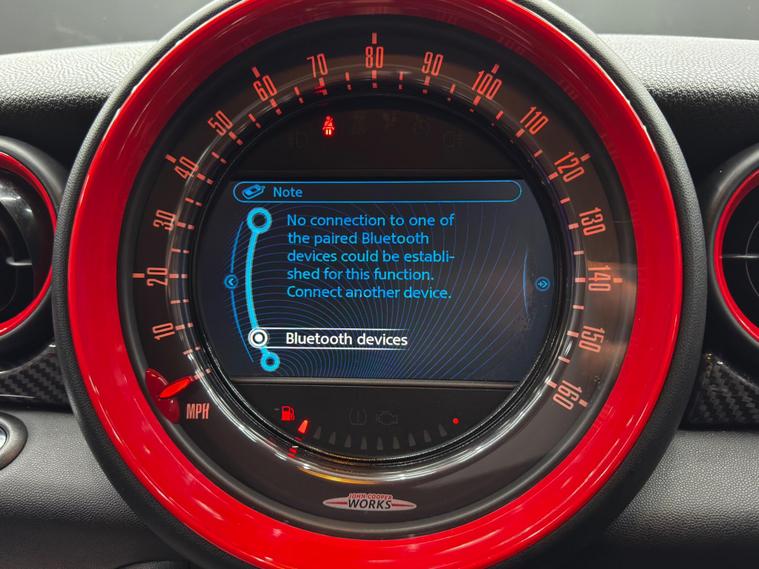 80
70
90
60
100
50
110
40
120
Note
30
No connection to one of
the paired Bluetooth
130
devices could be establi-
shed for this function.
20
140
Connect another device.
10
Bluetooth devices
150
160
MPH
JOHN COOPER
WORKS